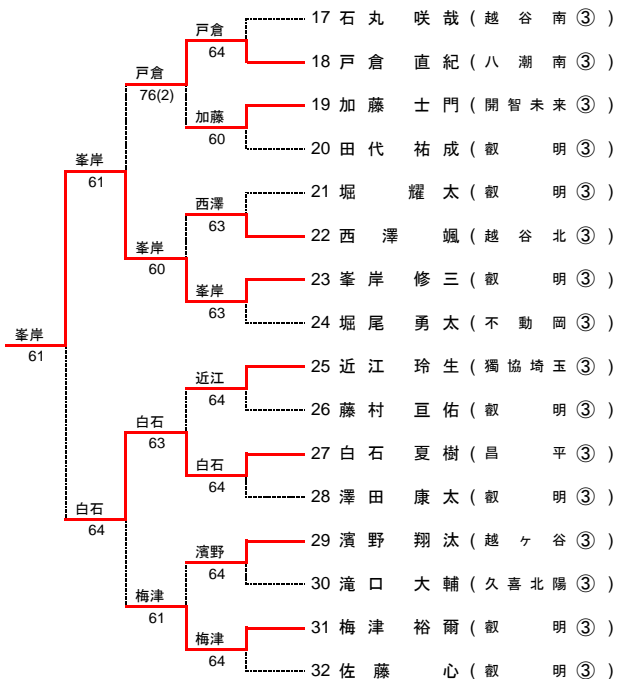 17 石丸 咲哉 (越谷南③)
18 戸倉 直紀 (八潮南③)
19 加藤 士門 (開智未来③)
20 田代 祐成 (叡明③)
21 堀 耀太 (叡明③)
22 西澤 颯 (越谷北③)
23 峯岸 修三 (叡明③)
24 堀尾 勇太 (不動岡③)
25 近江 玲生 (獨協埼玉③)
26 藤村 亘佑 (叡明③)
27 白石 夏樹 (昌平③)
28 澤田 康太 (叡明③)
29 濱野 翔汰 (越ヶ谷③)
30 滝口 大輔 (久喜北陽③)
31 梅津 裕爾 (叡明③)
32 佐藤 心 (叡明③)
戸倉
64
加藤
60
西澤
63
峯岸
63
近江
64
白石
64
濱野
64
梅津
64
戸倉
76(2)
峯岸
60
白石
63
梅津
61
峯岸
61
白石
64
峯岸
61